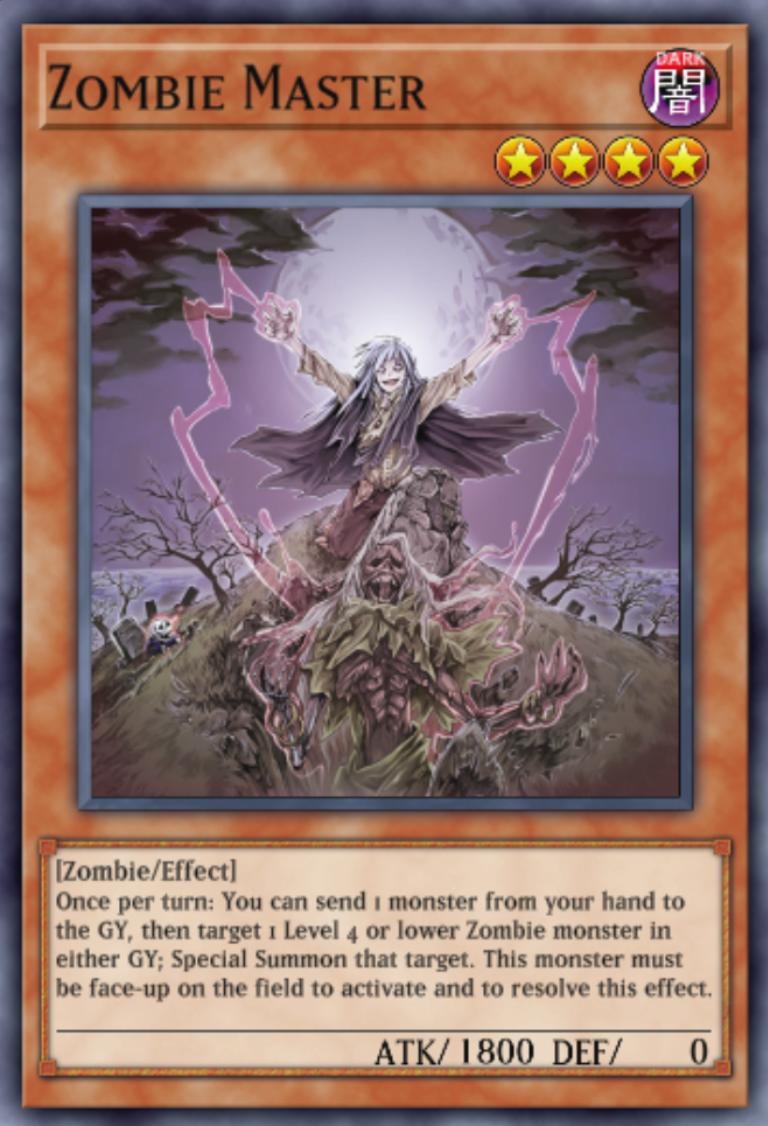 Zombie Master
DARK
闇
[Zombie/Effect]
Once per turn: You can send 1 monster from your hand to
the GY, then target 1 Level 4 or lower Zombie monster in
either GY; Special Summon that target. This monster must
be face-up on the field to activate and to resolve this effect.
ATK/ 1800 DEF/ 0